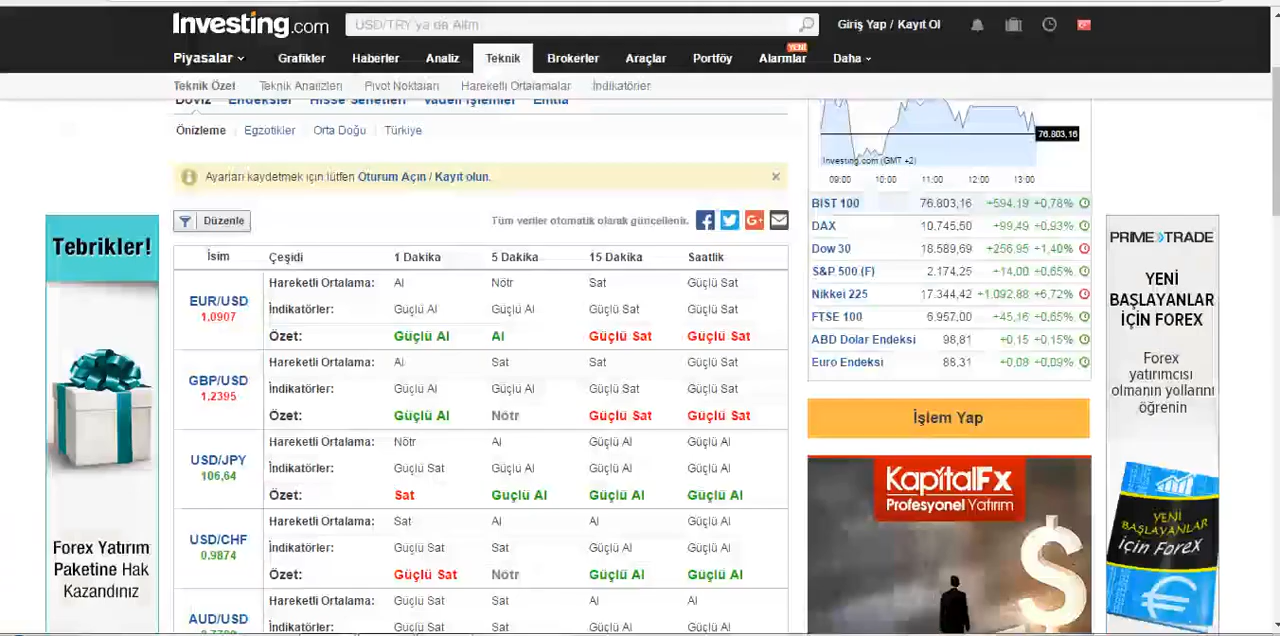 Investing.com
USD/TRY ya da Altın
Giriş Yap / Kayıt Ol
Piyasalar
Grafikler
Haberler
Analiz
Teknik
Brokerler
Araçlar
Portföy
YENİ
Alarmlar
Daha
Teknik Özet
Teknik Analizleri
Pivot Noktaları
Hareketli Ortalamalar
İndikatörler
Döviz Endeksler Hisse Senetleri Vadeli İşlemler Emtia
Önizleme Egzotikler Orta Doğu Türkiye
Ayarları kaydetmek için lütfen Oturum Açın / Kayıt olun.
Düzenle
Tüm veriler otomatik olarak güncellenir.
İsim Çeşidi 1 Dakika 5 Dakika 15 Dakika Saatlik
EUR/USD
1,0907
Hareketli Ortalama: Al Nötr Sat Güçlü Sat
İndikatörler: Güçlü Al Güçlü Al Güçlü Sat Güçlü Sat
Özet: Güçlü Al Al Güçlü Sat Güçlü Sat
GBP/USD
1,2395
Hareketli Ortalama: Al Sat Sat Güçlü Sat
İndikatörler: Güçlü Al Güçlü Al Güçlü Sat Güçlü Sat
Özet: Güçlü Al Nötr Güçlü Sat Güçlü Sat
USD/JPY
106,64
Hareketli Ortalama: Nötr Al Güçlü Al Güçlü Al
İndikatörler: Güçlü Sat Güçlü Al Güçlü Al Güçlü Al
Özet: Sat Güçlü Al Güçlü Al Güçlü Al
USD/CHF
0,9874
Hareketli Ortalama: Sat Al Al Güçlü Al
İndikatörler: Güçlü Sat Sat Güçlü Al Güçlü Al
Özet: Güçlü Sat Nötr Güçlü Al Güçlü Al
AUD/USD
Hareketli Ortalama: Güçlü Sat Sat Al Al
İndikatörler: Güçlü Sat Sat Güçlü Al Güçlü Al
76.803,16
Investing.com (GMT +2)
09:00 10:00 11:00 12:00 13:00
BIST 100 76.803,16 +594,19 +0,78%
DAX 10.745,50 +99,49 +0,93%
Dow 30 18.589,69 +256,95 +1,40%
S&P 500 (F) 2.174,25 +14,00 +0,65%
Nikkei 225 17.344,42 +1.092,88 +6,72%
FTSE 100 6.957,00 +45,16 +0,65%
ABD Dolar Endeksi 98,81 +0,15 +0,15%
Euro Endeksi 88,31 +0,08 +0,09%
İşlem Yap
KapitalFx
Profesyonel Yatırım
$
Tebrikler!
Forex Yatırım
Paketine Hak
Kazandınız
PRIME TRADE
YENİ
BAŞLAYANLAR
İÇİN FOREX
Forex
yatırımcısı
olmanın yollarını
öğrenin
YENİ
BAŞLAYANLAR
için Forex
€